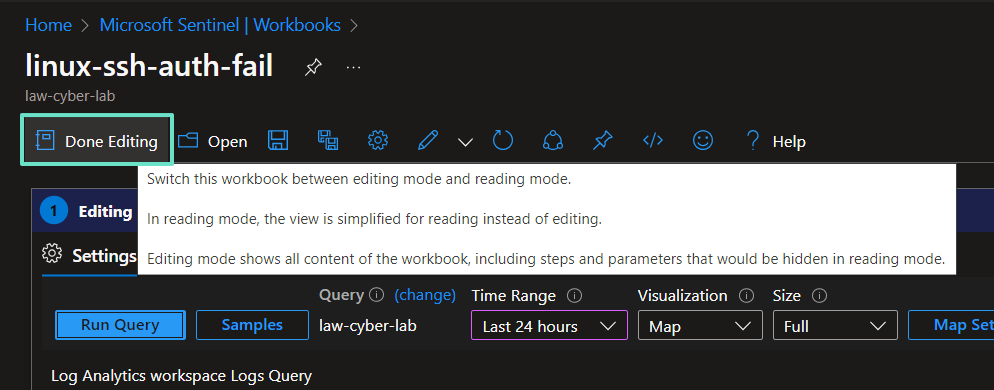 Home > Microsoft Sentinel | Workbooks >
linux-ssh-auth-fail ...
law-cyber-lab
Done Editing Open Help
Switch this workbook between editing mode and reading mode.
In reading mode, the view is simplified for reading instead of editing.
Editing mode shows all content of the workbook, including steps and parameters that would be hidden in reading mode.
1 Editing
Settings
Query (change) Time Range Visualization Size
Run Query Samples law-cyber-lab Last 24 hours Map Full Map Set
Log Analytics workspace Logs Query